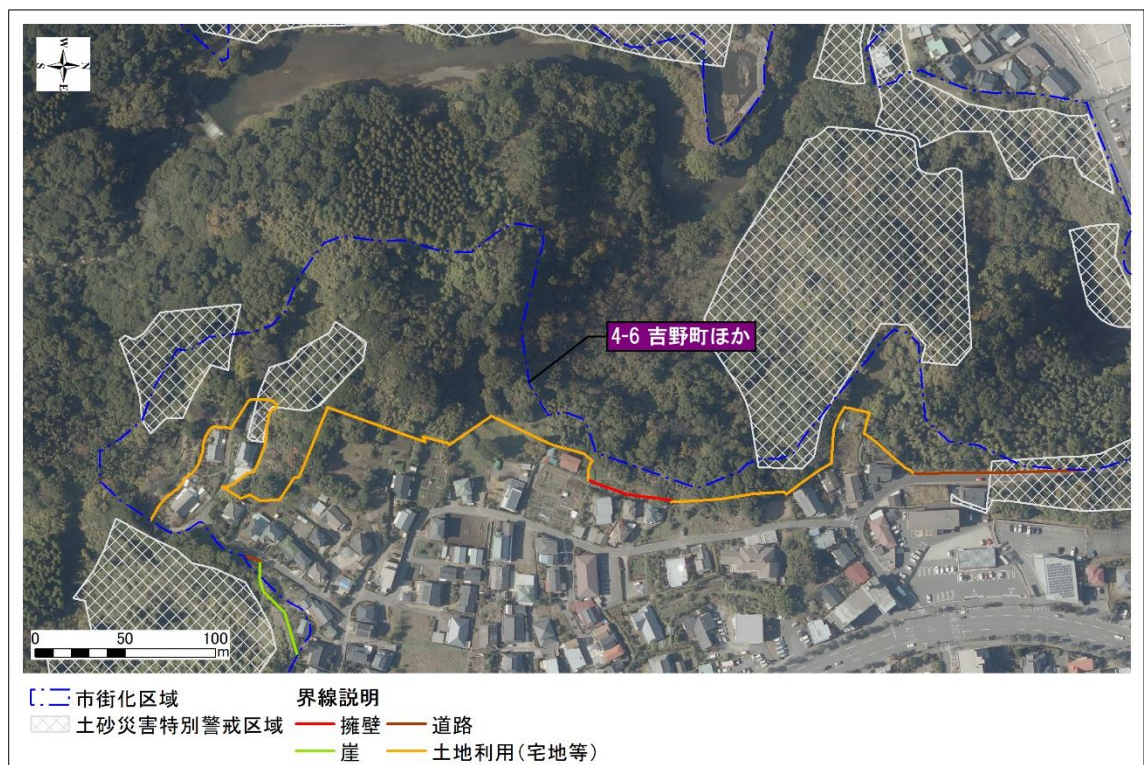 W
S N
E
4-6 吉野町ほか
0 50 100
m
市街化区域
土砂災害特別警戒区域
界線説明
擁壁
道路
崖
土地利用(宅地等)